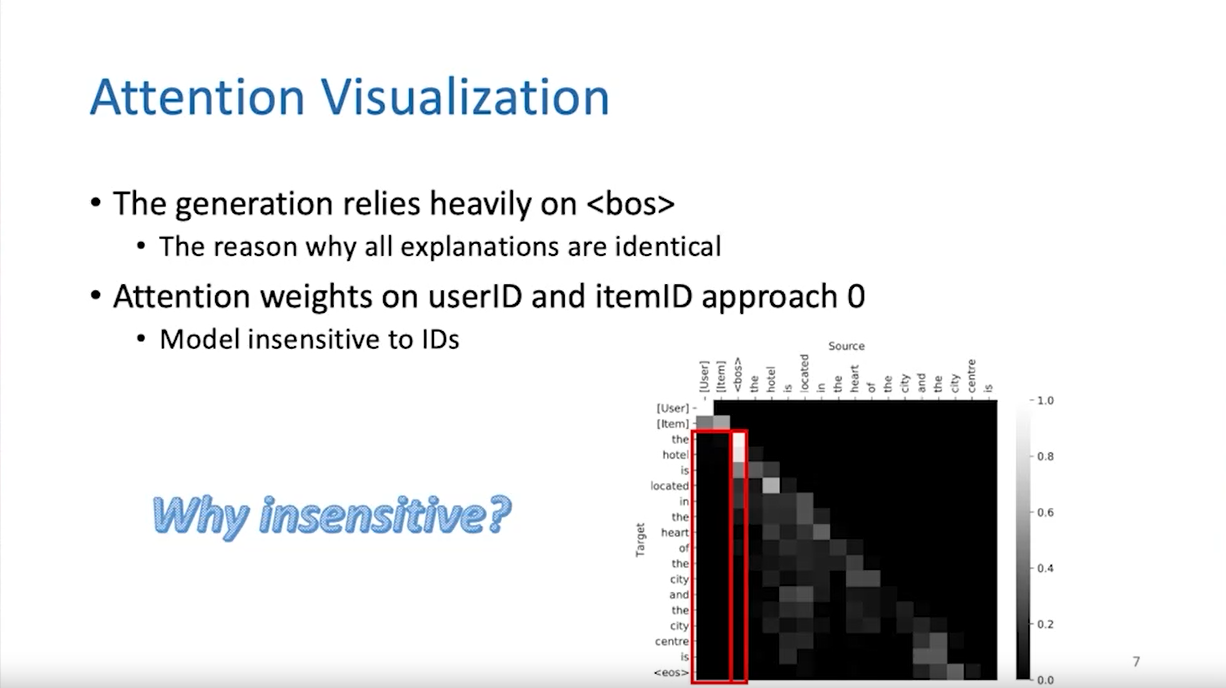 Attention Visualization
• The generation relies heavily on <bos>
• The reason why all explanations are identical
• Attention weights on userID and itemID approach 0
• Model insensitive to IDs
Why insensitive?
Source
[User]
[Item]
<bos>
the
hotel
is
located
in
the
heart
of
the
city
and
the
city
centre
is
Target
[User]
[Item]
the
hotel
is
located
in
the
heart
of
the
city
and
the
city
centre
is
<eos>
1.0
0.8
0.6
0.4
0.2
0.0
7